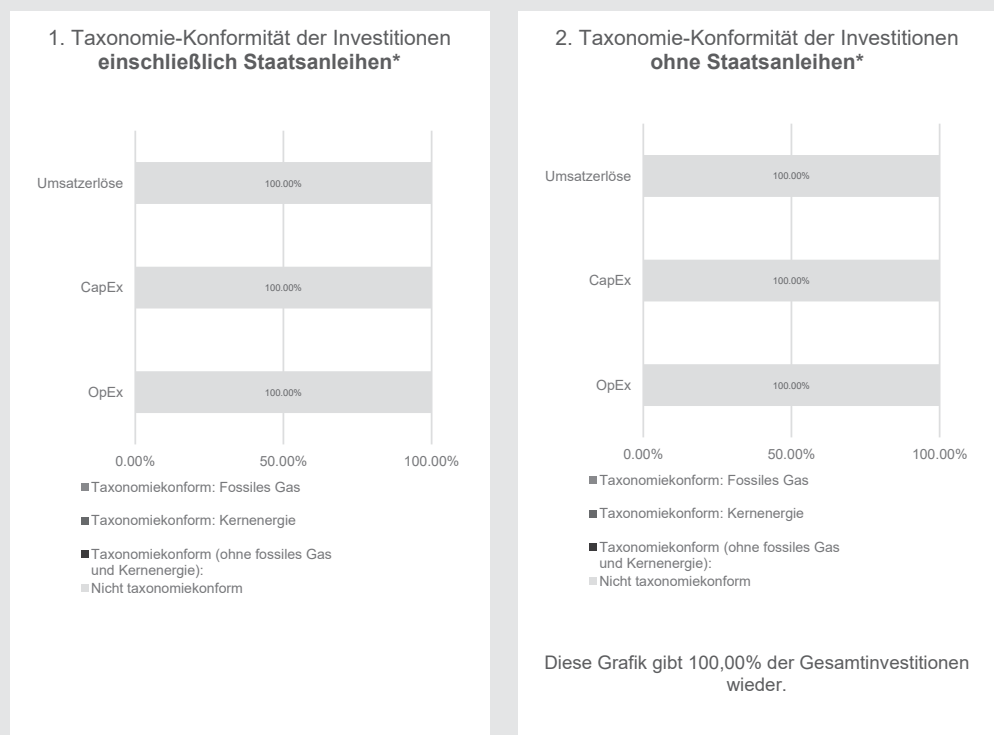 1. Taxonomie-Konformität der Investitionen
einschließlich Staatsanleihen*
Umsatzerlöse
100.00%
CapEx
100.00%
OpEx
100.00%
0.00%
50.00%
100.00%
Taxonomiekonform: Fossiles Gas
Taxonomiekonform: Kernenergie
Taxonomiekonform (ohne fossiles Gas
und Kernenergie):
Nicht taxonomiekonform
2. Taxonomie-Konformität der Investitionen
ohne Staatsanleihen*
Umsatzerlöse
100.00%
CapEx
100.00%
OpEx
100.00%
0.00%
50.00%
100.00%
Taxonomiekonform: Fossiles Gas
Taxonomiekonform: Kernenergie
Taxonomiekonform (ohne fossiles Gas
und Kernenergie):
Nicht taxonomiekonform
Diese Grafik gibt 100,00% der Gesamtinvestitionen
wieder.